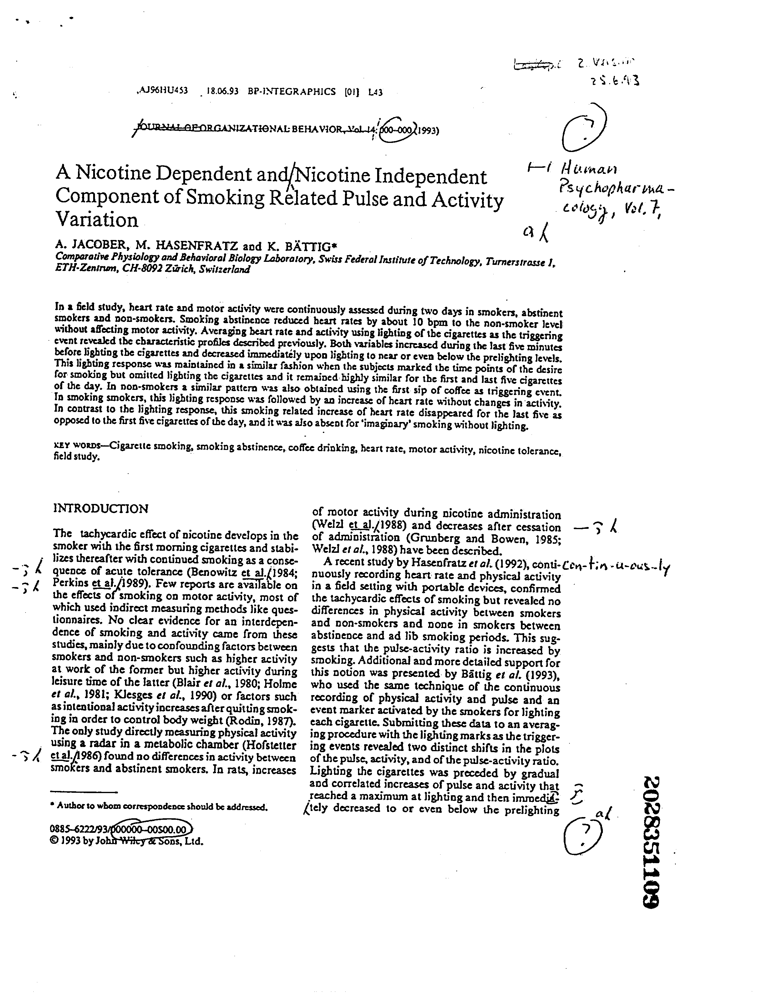 2. Version
25.6.93
AJ96HU453 18.06.93 BP-INTEGRAPHICS [01] L43
JOURNAL OF ORGANIZATIONAL BEHAVIOR, Vol. 14, 000–000 (1993)
?
Human
Psychopharma-
cology, Vol. 7,
A Nicotine Dependent and/Nicotine Independent
Component of Smoking Related Pulse and Activity
Variation
A. JACOBER, M. HASENFRATZ and K. BÄTTIG*
Comparative Physiology and Behavioral Biology Laboratory, Swiss Federal Institute of Technology, Turnerstrasse 1,
ETH-Zentrum, CH-8092 Zürich, Switzerland
In a field study, heart rate and motor activity were continuously assessed during two days in smokers, abstinent
smokers and non-smokers. Smoking abstinence reduced heart rates by about 10 bpm to the non-smoker level
without affecting motor activity. Averaging heart rate and activity using lighting of the cigarettes as the triggering
event revealed the characteristic profiles described previously. Both variables increased during the last five minutes
before lighting the cigarettes and decreased immediately upon lighting to near or even below the prelighting levels.
This lighting response was maintained in a similar fashion when the subjects marked the time points of the desire
for smoking but omitted lighting the cigarettes and it remained highly similar for the first and last five cigarettes
of the day. In non-smokers a similar pattern was also obtained using the first sip of coffee as triggering event.
In smoking smokers, this lighting response was followed by an increase of heart rate without changes in activity.
In contrast to the lighting response, this smoking related increase of heart rate disappeared for the last five as
opposed to the first five cigarettes of the day, and it was also absent for 'imaginary' smoking without lighting.
KEY WORDS—Cigarette smoking, smoking abstinence, coffee drinking, heart rate, motor activity, nicotine tolerance,
field study.
INTRODUCTION
The tachycardic effect of nicotine develops in the
smoker with the first morning cigarettes and stabi-
lizes thereafter with continued smoking as a conse-
quence of acute tolerance (Benowitz et al./1984;
Perkins et al./1989). Few reports are available on
the effects of smoking on motor activity, most of
which used indirect measuring methods like ques-
tionnaires. No clear evidence for an interdepen-
dence of smoking and activity came from these
studies, mainly due to confounding factors between
smokers and non-smokers such as higher activity
at work of the former but higher activity during
leisure time of the latter (Blair et al., 1980; Holme
et al., 1981; Klesges et al., 1990) or factors such
as intentional activity increases after quitting smok-
ing in order to control body weight (Rodin, 1987).
The only study directly measuring physical activity
using a radar in a metabolic chamber (Hofstetter
et al./1986) found no differences in activity between
smokers and abstinent smokers. In rats, increases
* Author to whom correspondence should be addressed.
0885–6222/93/000000–00$00.00
© 1993 by John Wiley & Sons, Ltd.
of motor activity during nicotine administration
(Welzl et al./1988) and decreases after cessation
of administration (Grunberg and Bowen, 1985;
Welzl et al., 1988) have been described.
A recent study by Hasenfratz et al. (1992), conti- Con-tin-u-ous-ly
nuously recording heart rate and physical activity
in a field setting with portable devices, confirmed
the tachycardic effects of smoking but revealed no
differences in physical activity between smokers
and non-smokers and none in smokers between
abstinence and ad lib smoking periods. This sug-
gests that the pulse-activity ratio is increased by
smoking. Additional and more detailed support for
this notion was presented by Bättig et al. (1993),
who used the same technique of the continuous
recording of physical activity and pulse and an
event marker activated by the smokers for lighting
each cigarette. Submitting these data to an averag-
ing procedure with the lighting marks as the trigger-
ing events revealed two distinct shifts in the plots
of the pulse, activity, and of the pulse-activity ratio.
Lighting the cigarettes was preceded by gradual
and correlated increases of pulse and activity that
reached a maximum at lighting and then immedia-
tely decreased to or even below the prelighting
?
2028351109